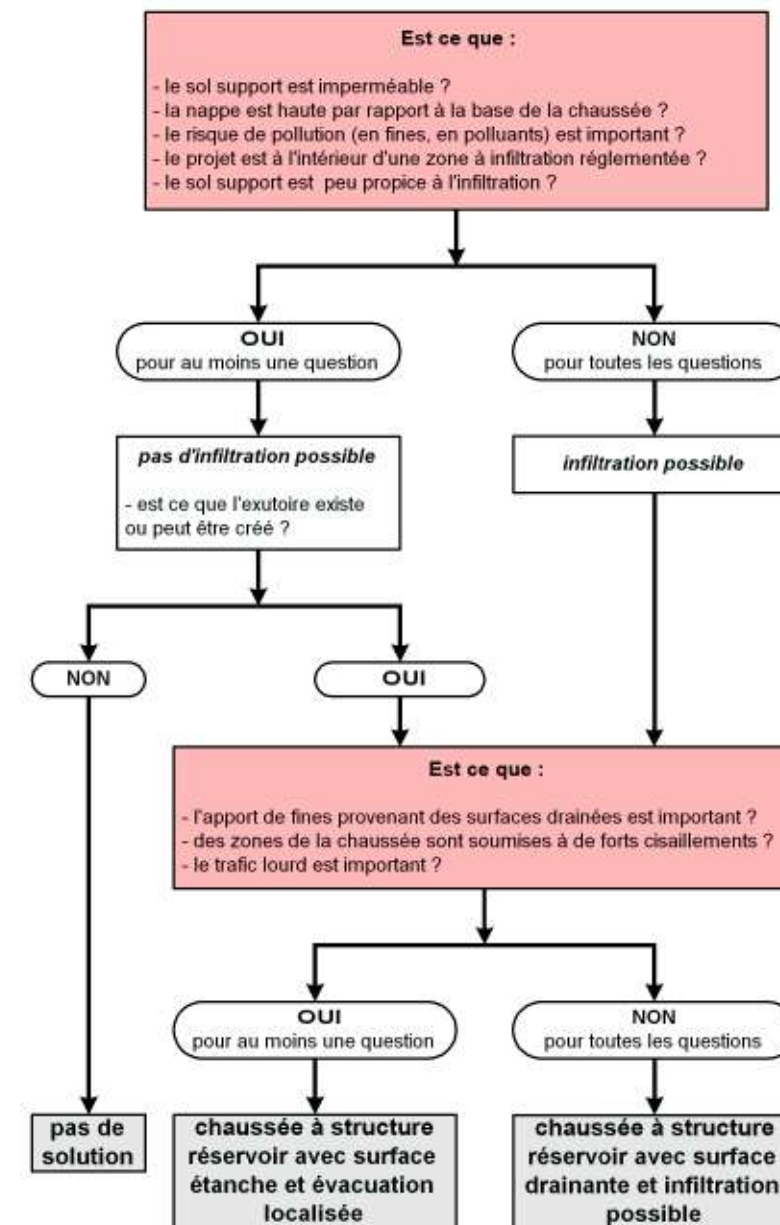 Est ce que :
- le sol support est imperméable ?
- la nappe est haute par rapport à la base de la chaussée ?
- le risque de pollution (en fines, en polluants) est important ?
- le projet est à l'intérieur d'une zone à infiltration réglementée ?
- le sol support est peu propice à l'infiltration ?
OUI
pour au moins une question
NON
pour toutes les questions
pas d'infiltration possible
- est ce que l'exutoire existe
ou peut être créé ?
infiltration possible
NON
OUI
Est ce que :
- l'apport de fines provenant des surfaces drainées est important ?
- des zones de la chaussée sont soumises à de forts cisaillements ?
- le trafic lourd est important ?
OUI
pour au moins une question
NON
pour toutes les questions
pas de
solution
chaussée à structure
réservoir avec surface
étanche et évacuation
localisée
chaussée à structure
réservoir avec surface
drainante et infiltration
possible